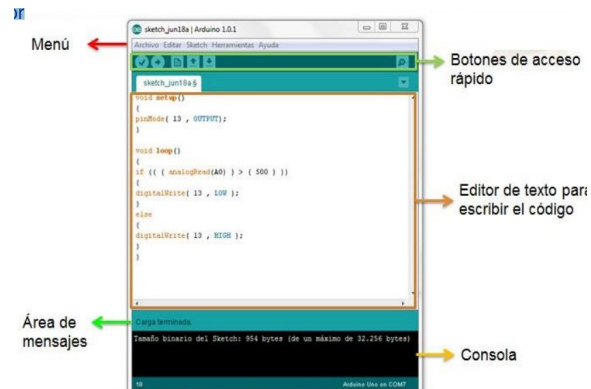 or
sketch_jun18a | Arduino 1.0.1
Menú
Archivo Editar Sketch Herramientas Ayuda
Botones de acceso
rápido
sketch_jun18a §
void setup()
{
pinMode( 13 , OUTPUT);
}
void loop()
{
if (( ( analogRead(A0) ) > ( 500 ) ))
{
digitalWrite( 13 , LOW );
}
else
{
digitalWrite( 13 , HIGH );
}
}
Editor de texto para
escribir el código
Área de
mensajes
Carga terminada
Tamaño binario del Sketch: 954 bytes (de un máximo de 32.256 bytes)
Consola
18
Arduino Uno en COM7